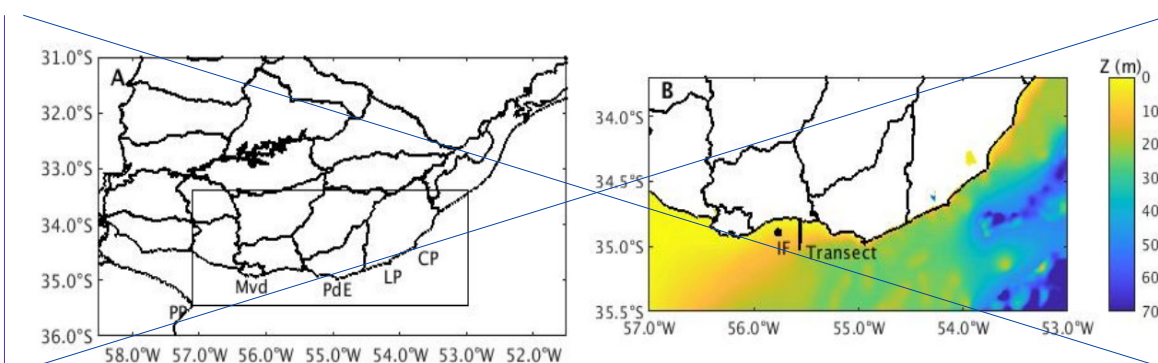 A
31.0°S
32.0°S
33.0°S
34.0°S
35.0°S
36.0°S
58.0°W 57.0°W 56.0°W 55.0°W 54.0°W 53.0°W 52.0°W
Mvd
PdE
LP
CP
PP
B
34.0°S
34.5°S
35.0°S
35.5°S
57.0°W 56.0°W 55.0°W 54.0°W 53.0°W
IF
Transect
Z (m)
0
10
20
30
40
50
60
70